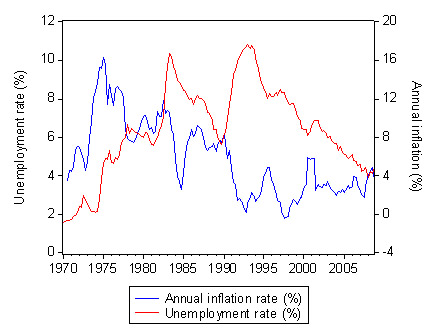 12
10
8
6
4
2
0
20
16
12
8
4
0
-4
Unemployment rate (%)
Annual inflation (%)
1970 1975 1980 1985 1990 1995 2000 2005
Annual inflation rate (%)
Unemployment rate (%)